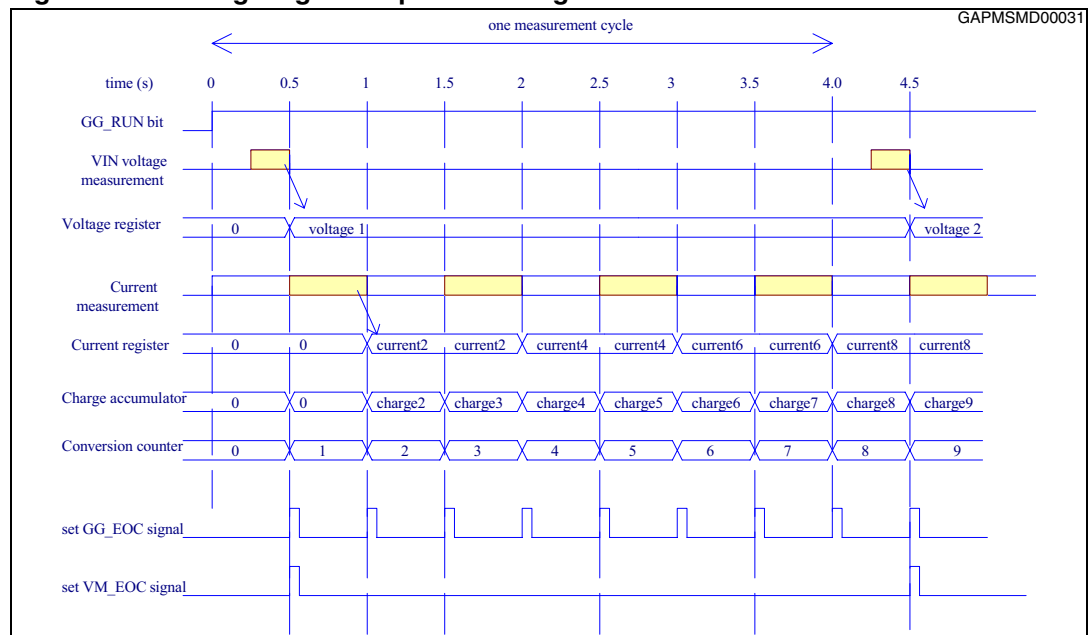 GAPMSMD00031
one measurement cycle
time (s) 0 0.5 1 1.5 2 2.5 3 3.5 4.0 4.5
GG_RUN bit
VIN voltage
measurement
Voltage register 0 voltage 1 voltage 2
Current
measurement
Current register 0 0 current2 current2 current4 current4 current6 current6 current8 current8
Charge accumulator 0 0 charge2 charge3 charge4 charge5 charge6 charge7 charge8 charge9
Conversion counter 0 1 2 3 4 5 6 7 8 9
set GG_EOC signal
set VM_EOC signal